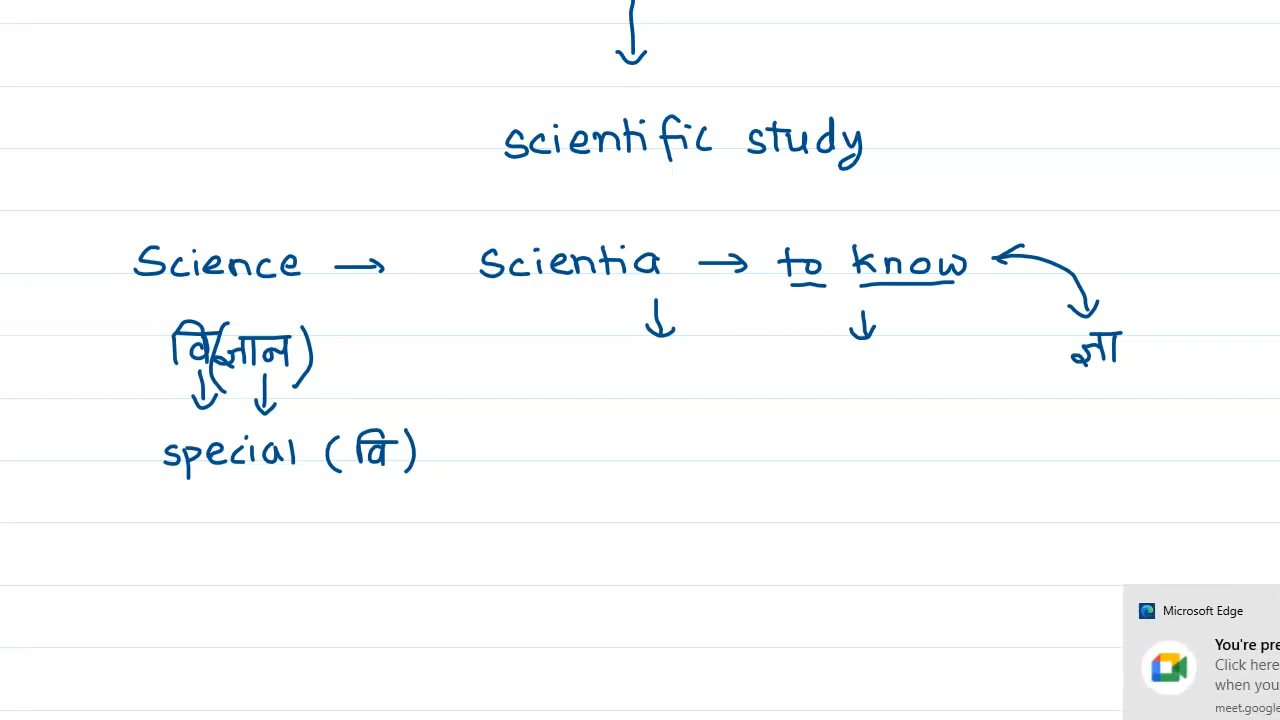 scientific study
Science → Scientia → to know
वि(ज्ञान) ज्ञा
special (वि)
Microsoft Edge
You're pre
Click here
when you
meet.google